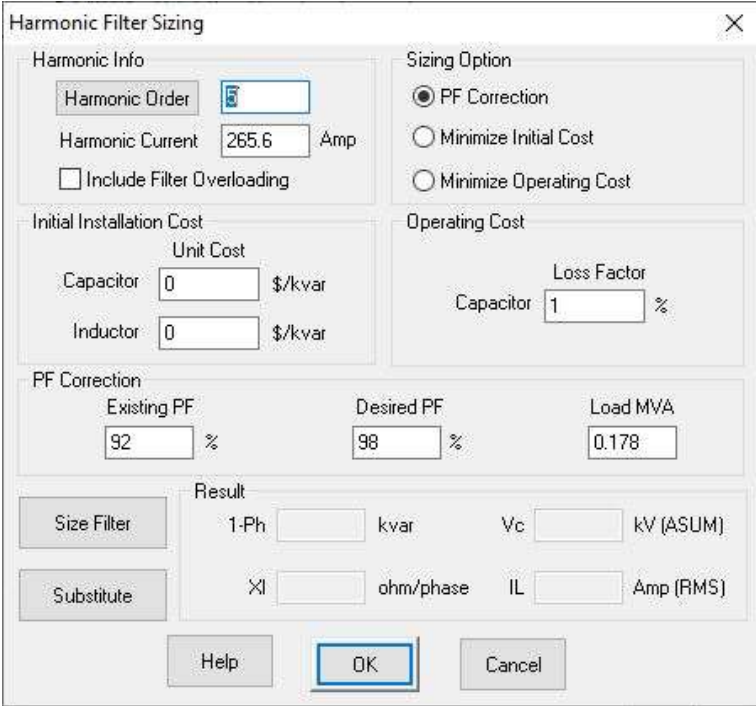 Harmonic Filter Sizing
Harmonic Info
Harmonic Order 5
Harmonic Current 265.6 Amp
Include Filter Overloading
Sizing Option
PF Correction
Minimize Initial Cost
Minimize Operating Cost
Initial Installation Cost
Unit Cost
Capacitor 0 $/kvar
Inductor 0 $/kvar
Operating Cost
Loss Factor
Capacitor 1 %
PF Correction
Existing PF Desired PF Load MVA
92 % 98 % 0.178
Size Filter
Substitute
Result
1-Ph kvar Vc kV (ASUM)
Xl ohm/phase IL Amp (RMS)
Help OK Cancel